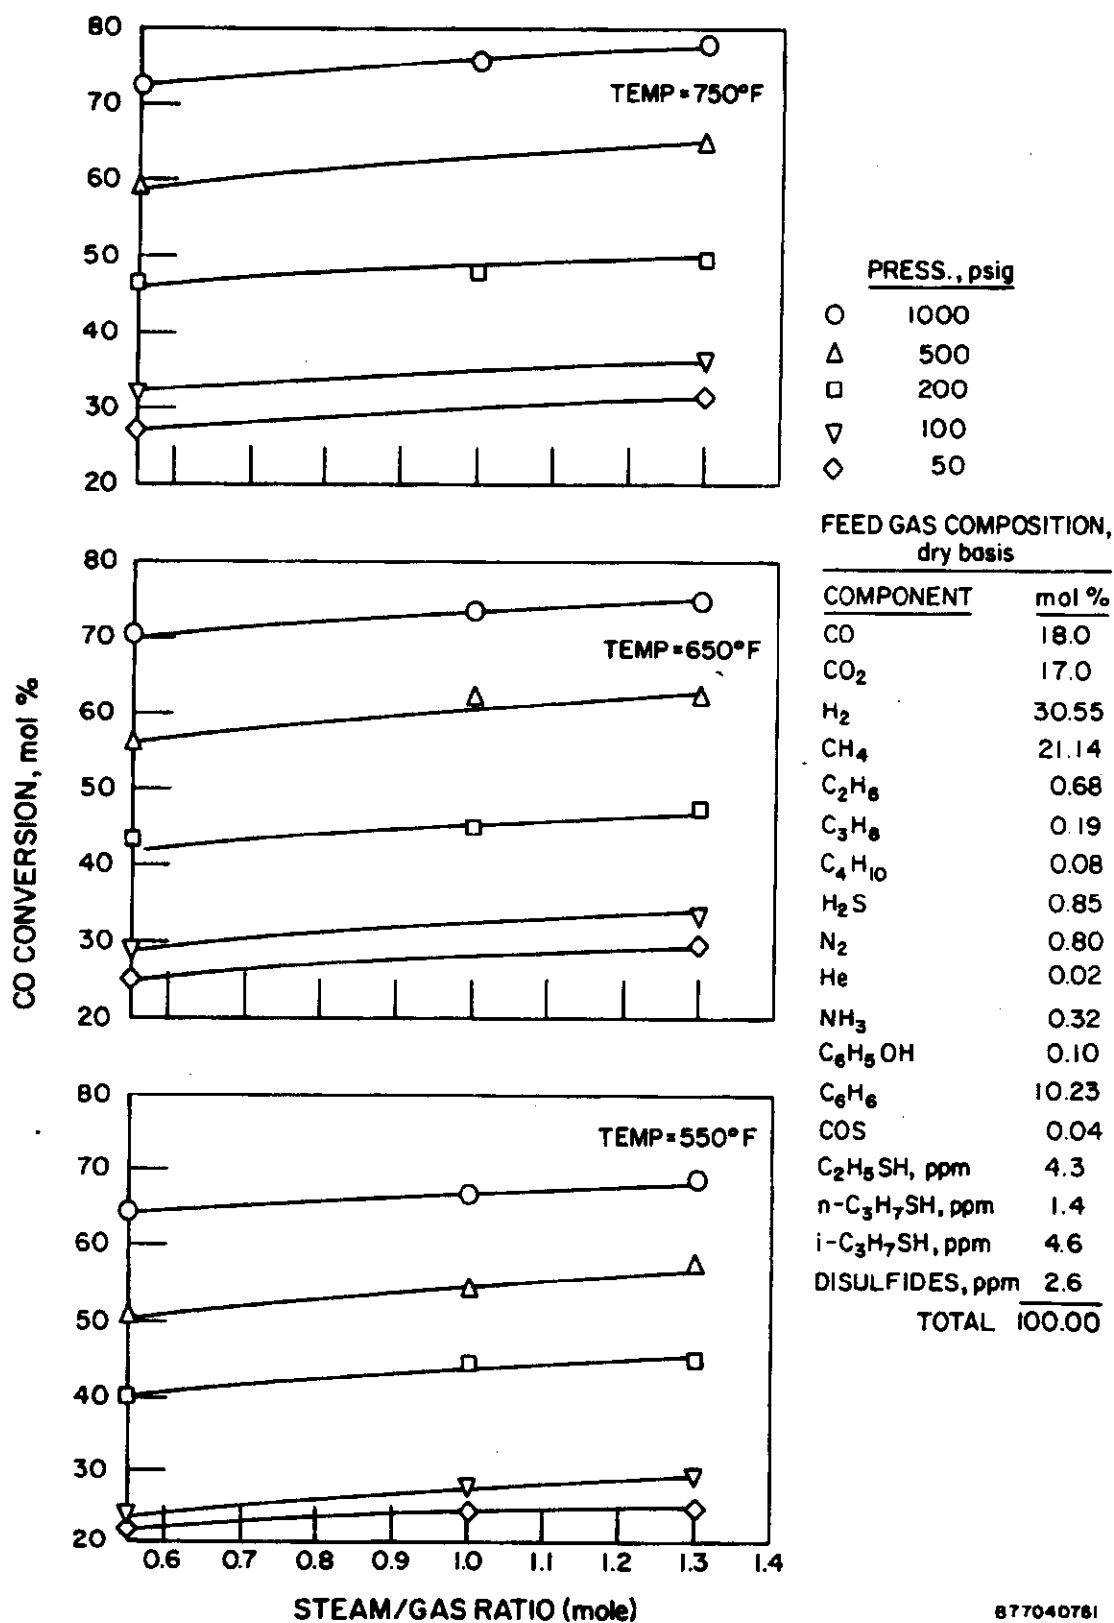 80
70
60
50
40
30
20
TEMP=750°F
80
70
60
50
40
30
20
TEMP=650°F
80
70
60
50
40
30
20
TEMP=550°F
0.6 0.7 0.8 0.9 1.0 1.1 1.2 1.3 1.4
CO CONVERSION, mol %
STEAM/GAS RATIO (mole)
PRESS., psig
1000
500
200
100
50
FEED GAS COMPOSITION,
dry basis
COMPONENT mol %
CO 18.0
CO₂ 17.0
H₂ 30.55
CH₄ 21.14
C₂H₆ 0.68
C₃H₈ 0.19
C₄H₁₀ 0.08
H₂S 0.85
N₂ 0.80
He 0.02
NH₃ 0.32
C₆H₅OH 0.10
C₆H₆ 10.23
COS 0.04
C₂H₅SH, ppm 4.3
n-C₃H₇SH, ppm 1.4
i-C₃H₇SH, ppm 4.6
DISULFIDES, ppm 2.6
TOTAL 100.00
B77040761